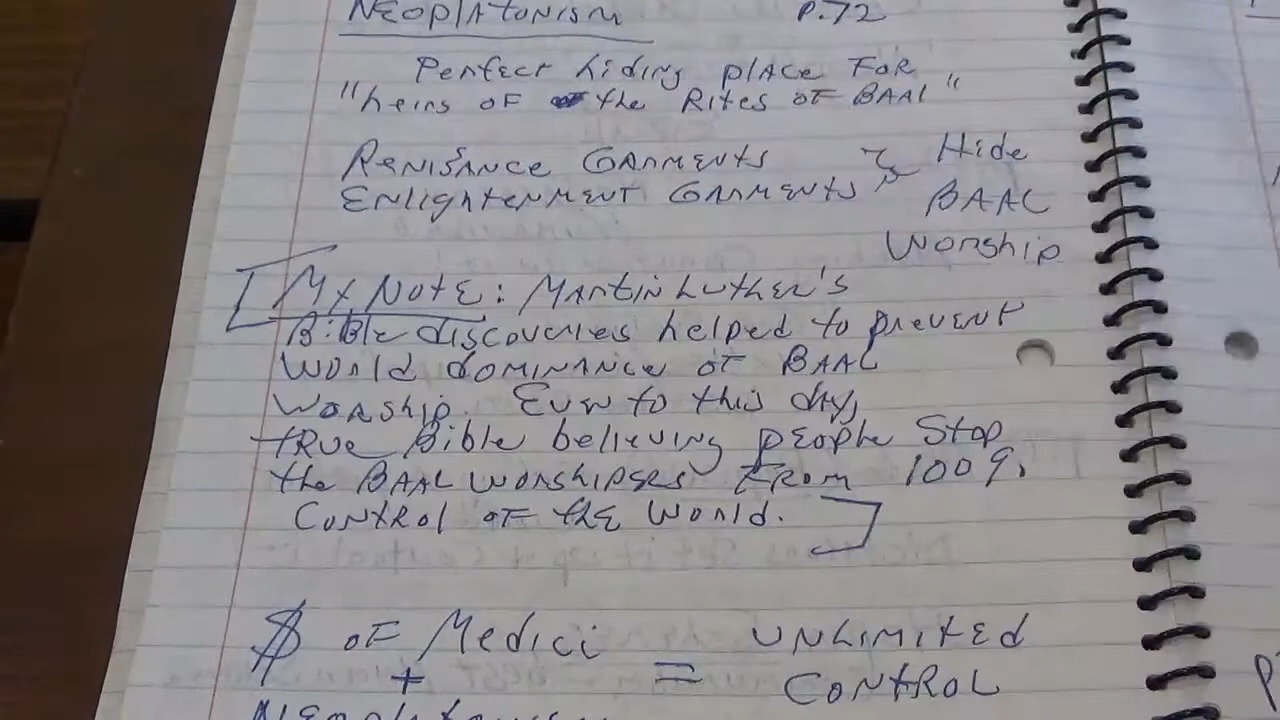 NEOPLATONISM P.72
Perfect hiding place FOR
"heirs OF the Rites OF BAAL"
RENISANCE GARMENTS Hide
ENLIGHTENMENT GARMENTS BAAL
Worship
[My Note: MARTIN Luther's
Bible discoveries helped to prevent
World dominance OF BAAL
Worship. Even to this day,
true Bible believing people Stop
the BAAL worshipers From 100%
Control OF the World.]
$ of Medici = UNLIMITED
+ CONTROL